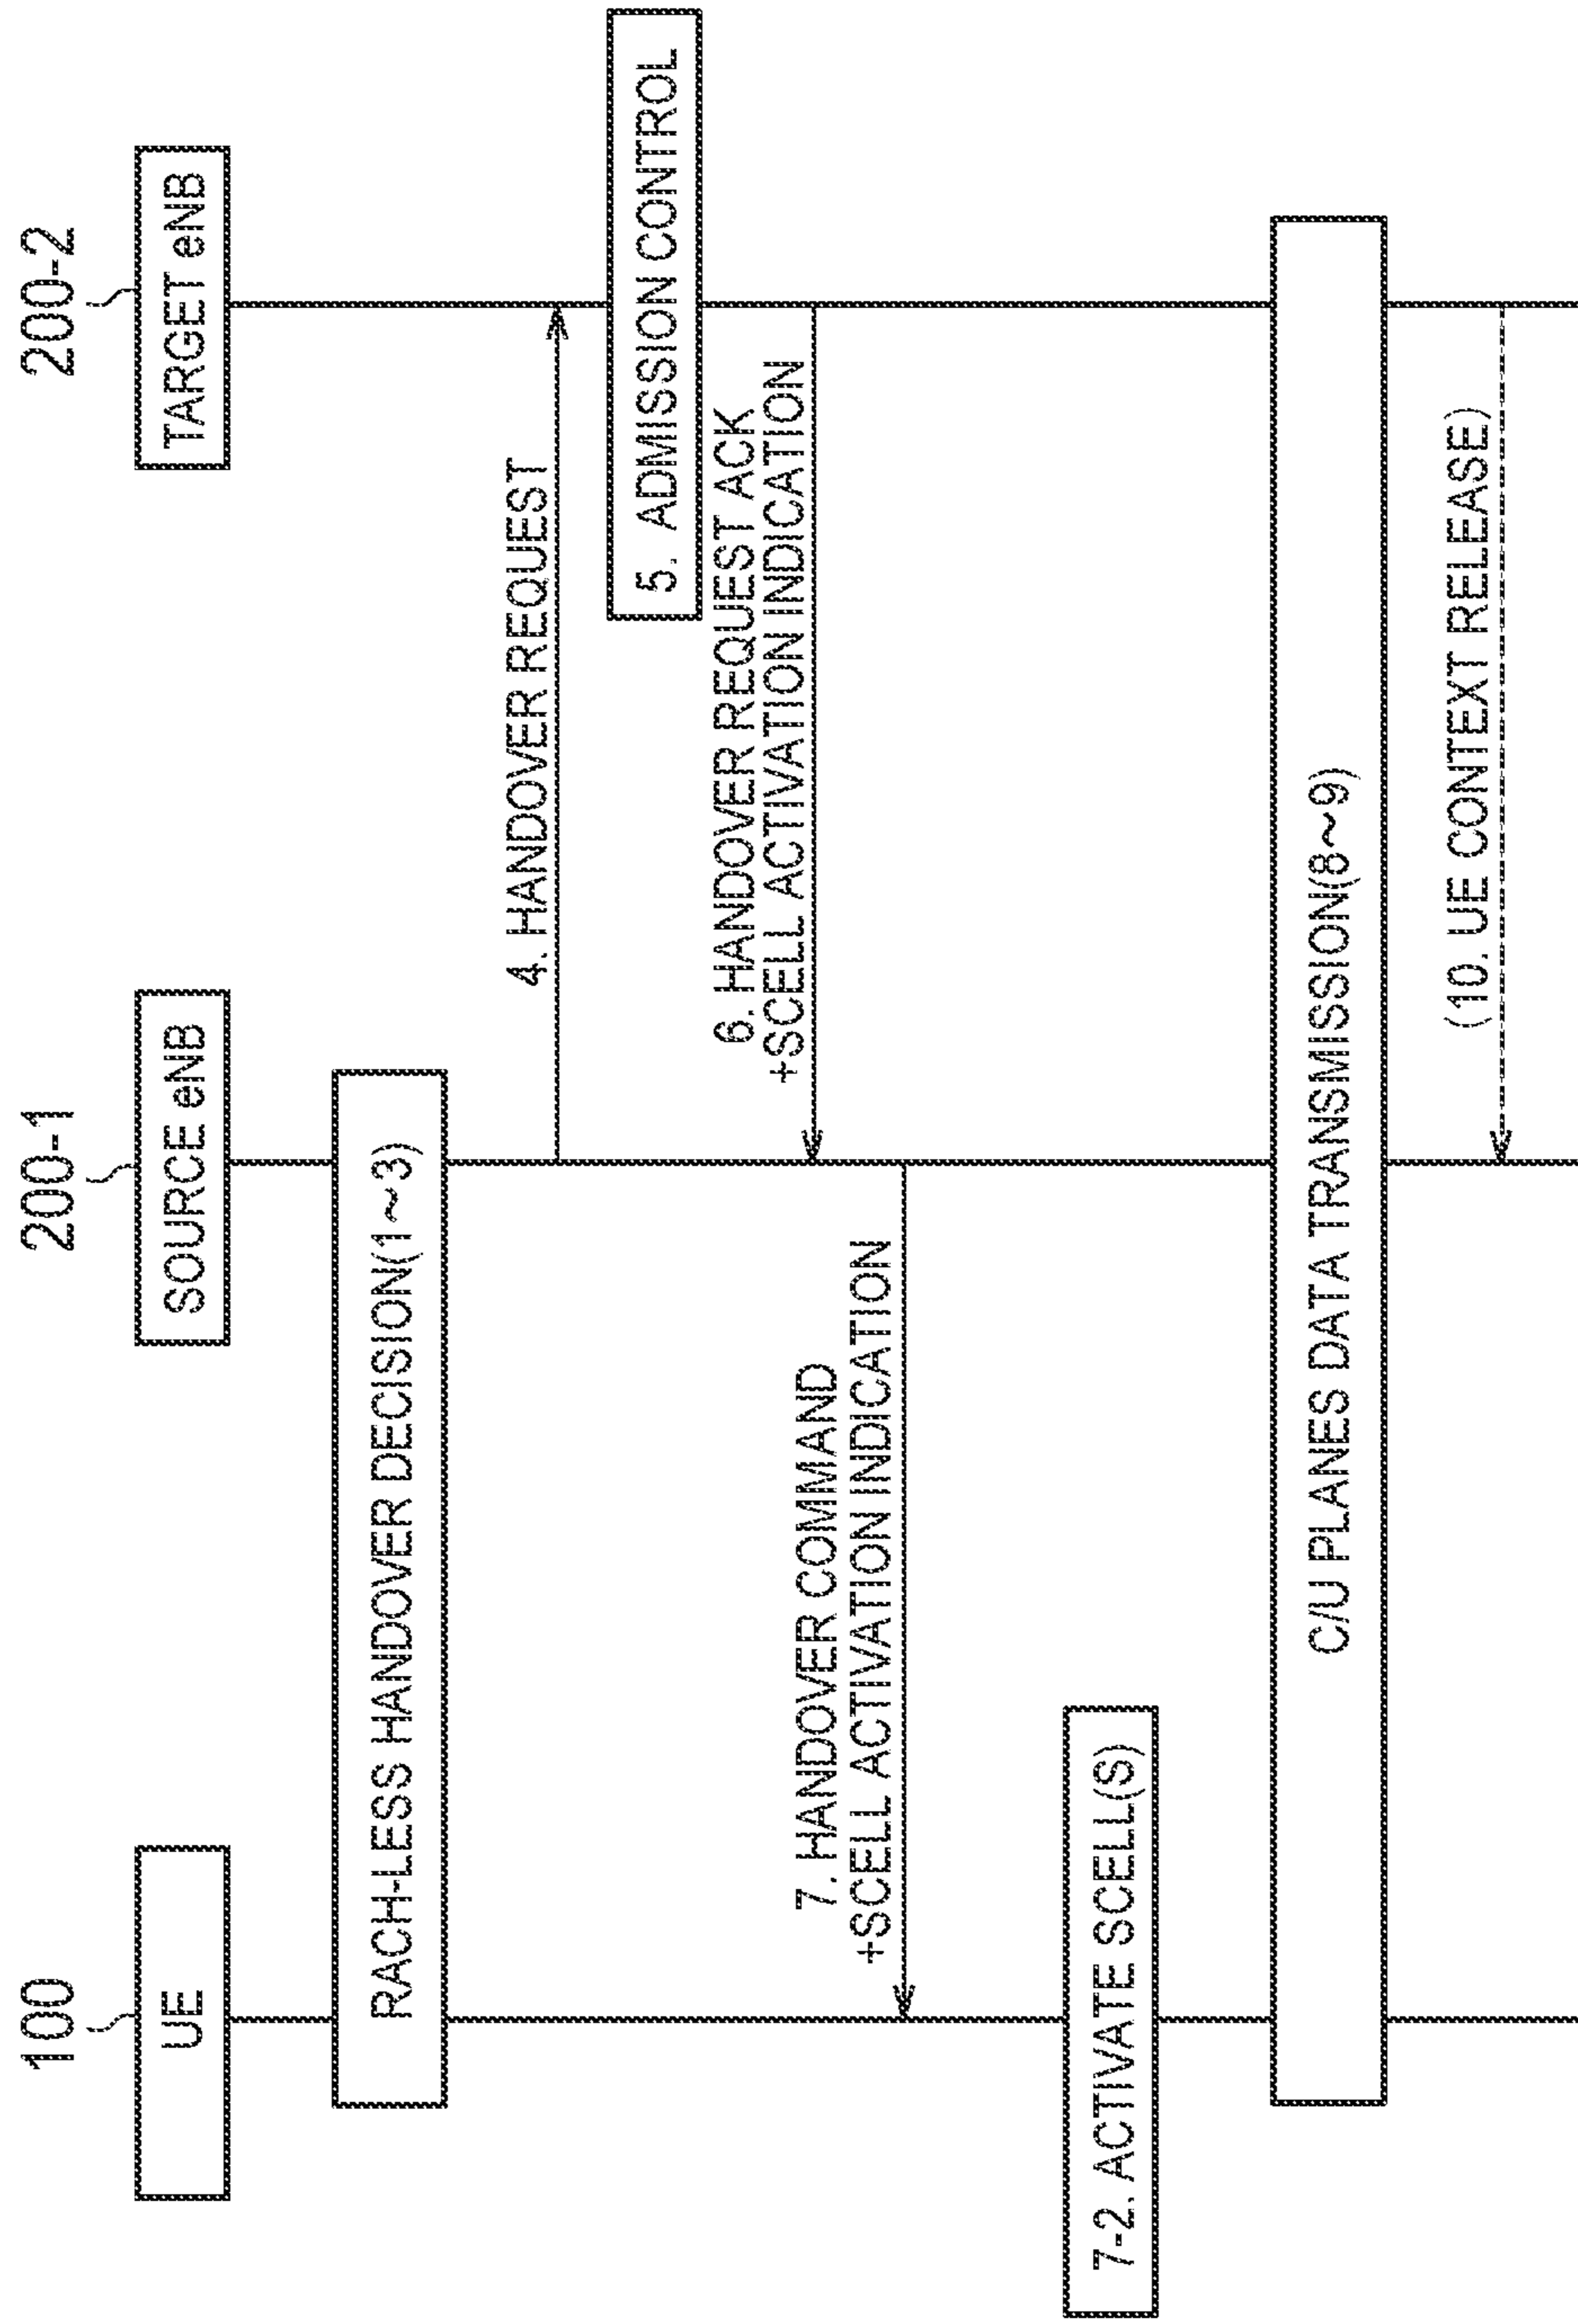 100
200-1
200-2
UE
SOURCE eNB
TARGET eNB
RACH-LESS HANDOVER DECISION(1~3)
4. HANDOVER REQUEST
5. ADMISSION CONTROL
6. HANDOVER REQUEST ACK
+SCELL ACTIVATION INDICATION
7. HANDOVER COMMAND
+SCELL ACTIVATION INDICATION
7-2. ACTIVATE SCELL(S)
C/U PLANES DATA TRANSMISSION(8~9)
(10. UE CONTEXT RELEASE)